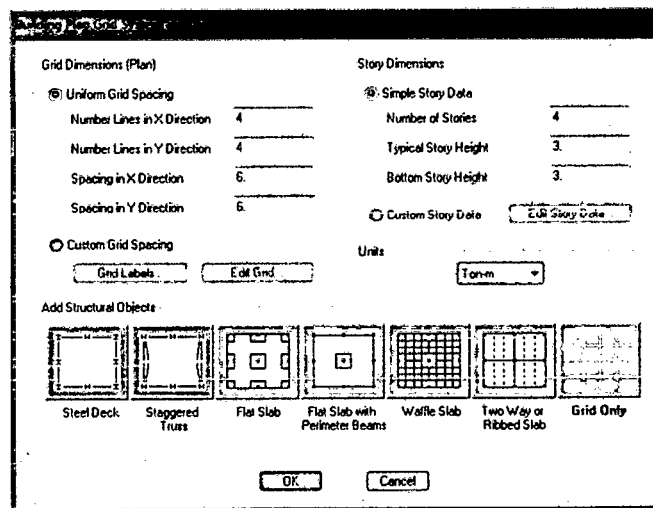 Building Plan Grid System
Grid Dimensions (Plan)
Uniform Grid Spacing
Number Lines in X Direction 4
Number Lines in Y Direction 4
Spacing in X Direction 6.
Spacing in Y Direction 6.
Custom Grid Spacing
Grid Labels... Edit Grid...
Story Dimensions
Simple Story Data
Number of Stories 4
Typical Story Height 3.
Bottom Story Height 3.
Custom Story Data Edit Story Data...
Units
Ton-m
Add Structural Objects
Steel Deck
Staggered
Truss
Flat Slab
Flat Slab with
Perimeter Beams
Waffle Slab
Two Way or
Ribbed Slab
Grid Only
OK Cancel